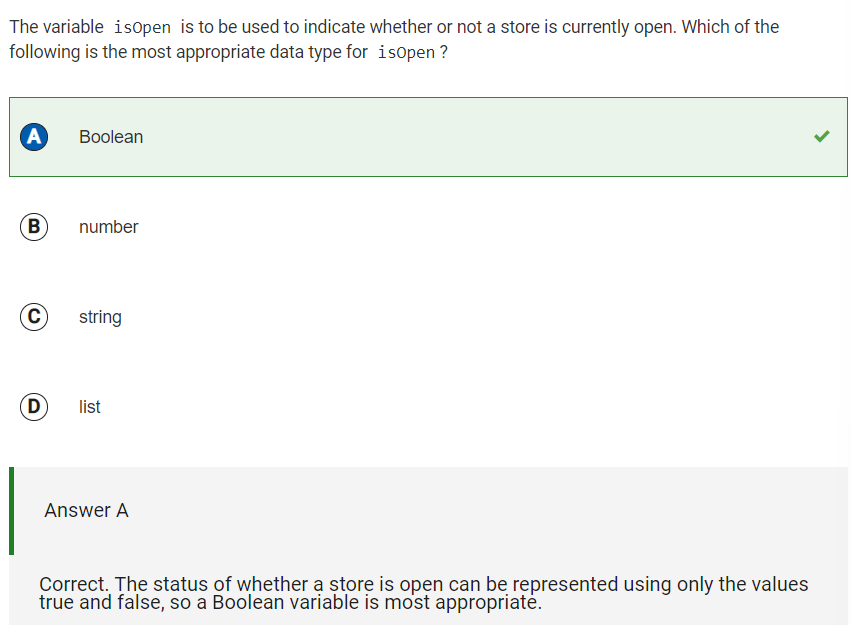 The variable isOpen is to be used to indicate whether or not a store is currently open. Which of the
following is the most appropriate data type for isOpen ?
A Boolean
B number
C string
D list
Answer A
Correct. The status of whether a store is open can be represented using only the values
true and false, so a Boolean variable is most appropriate.